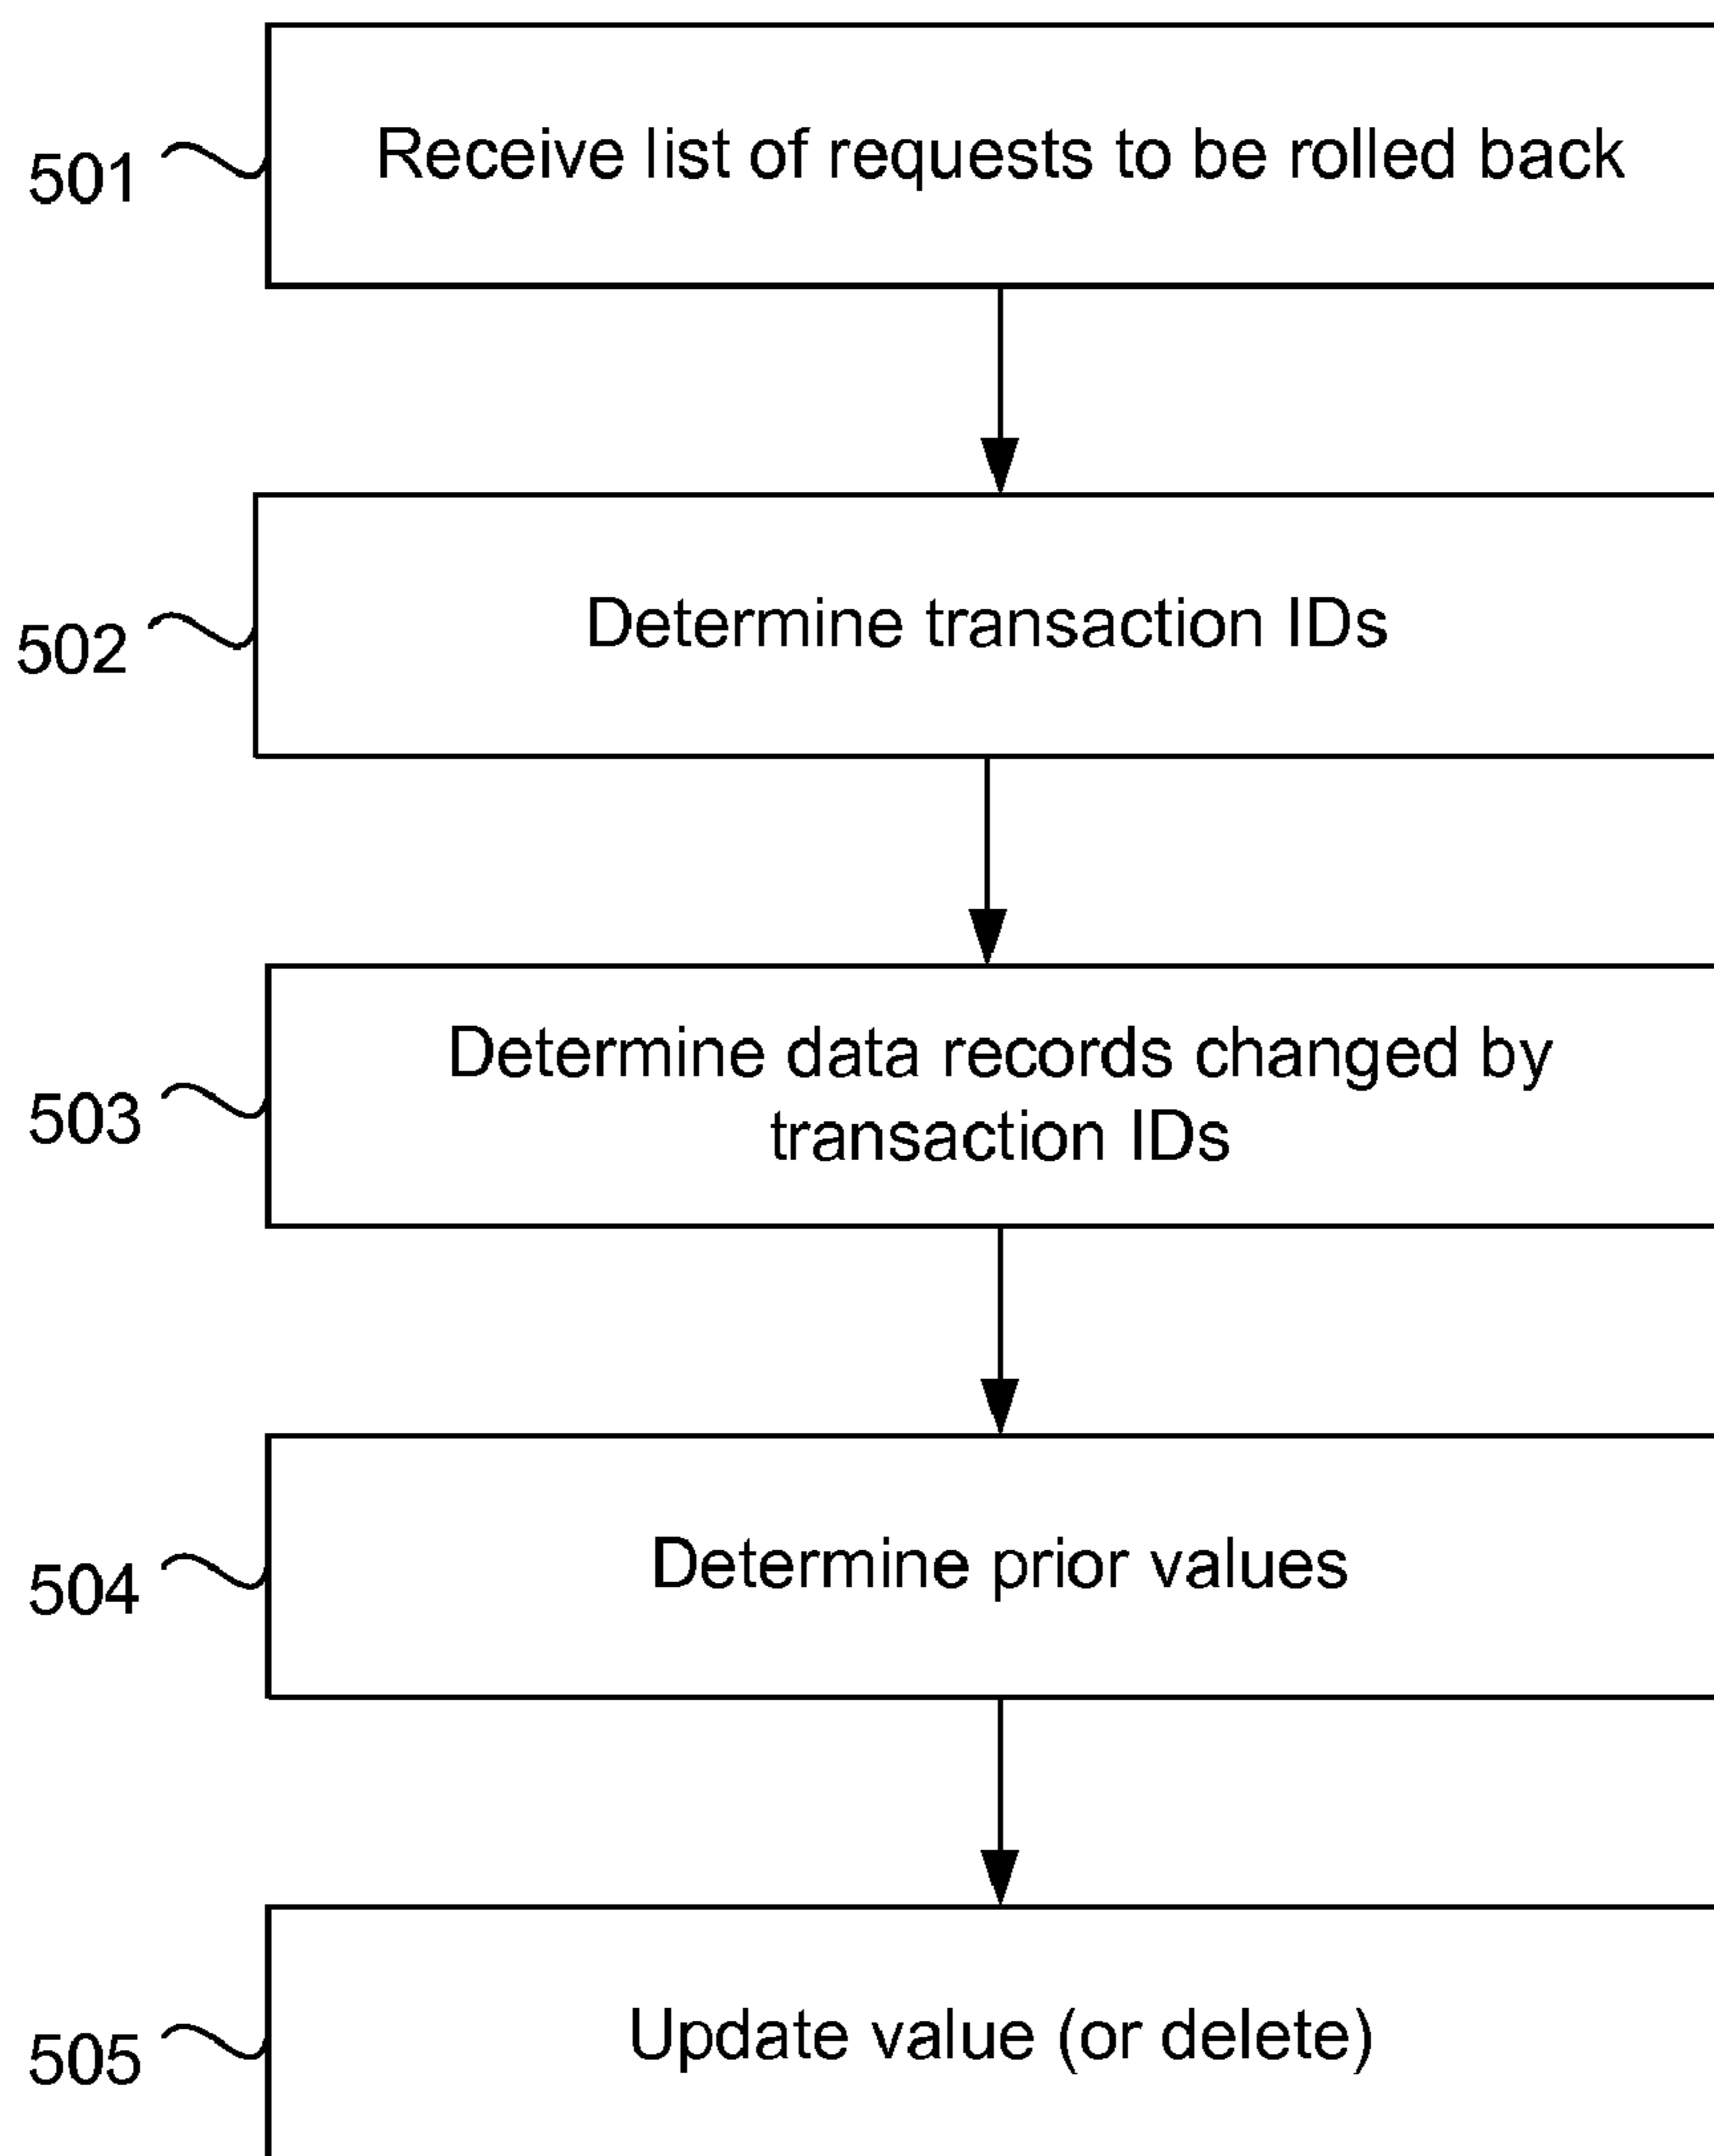 501
Receive list of requests to be rolled back
502
Determine transaction IDs
503
Determine data records changed by
transaction IDs
504
Determine prior values
505
Update value (or delete)